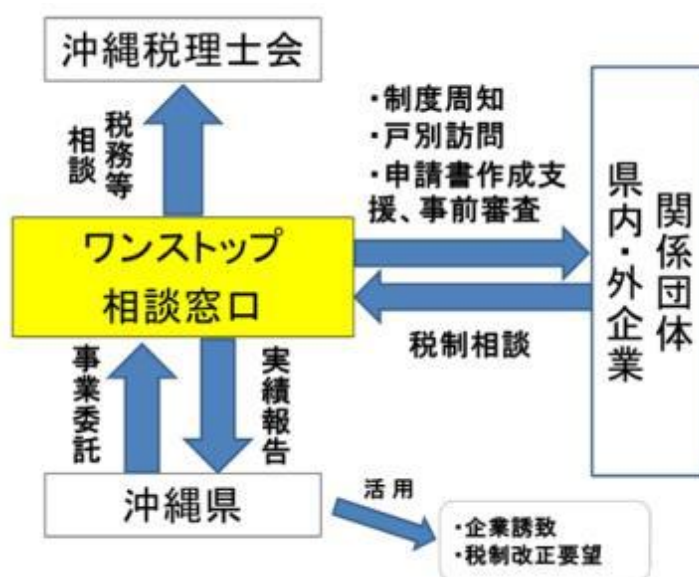 沖縄税理士会
税務等
相談
・制度周知
・戸別訪問
・申請書作成支
援、事前審査
関係団体
県内・外企業
ワンストップ
相談窓口
税制相談
事業委託
実績報告
沖縄県
活用
・企業誘致
・税制改正要望